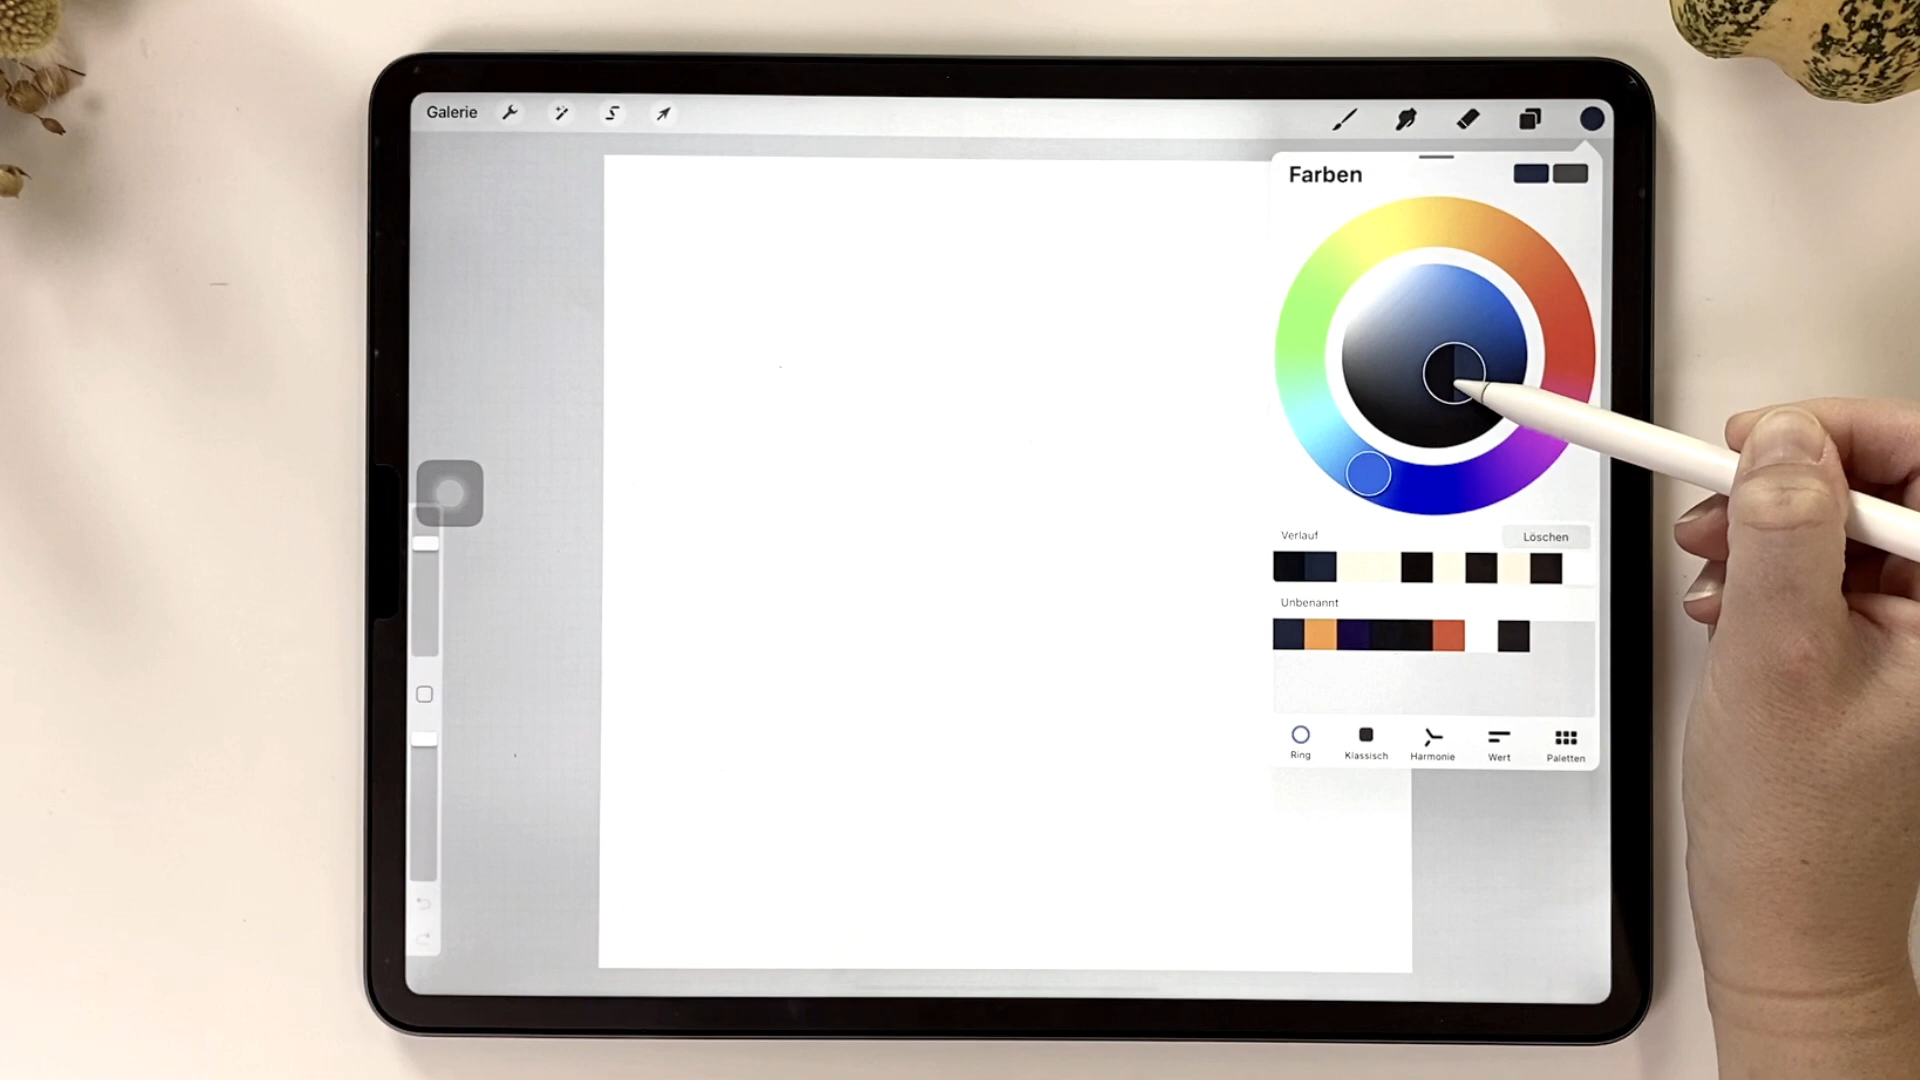 Galerie
Farben
Verlauf
Löschen
Unbenannt
Ring
Klassisch
Harmonie
Wert
Paletten